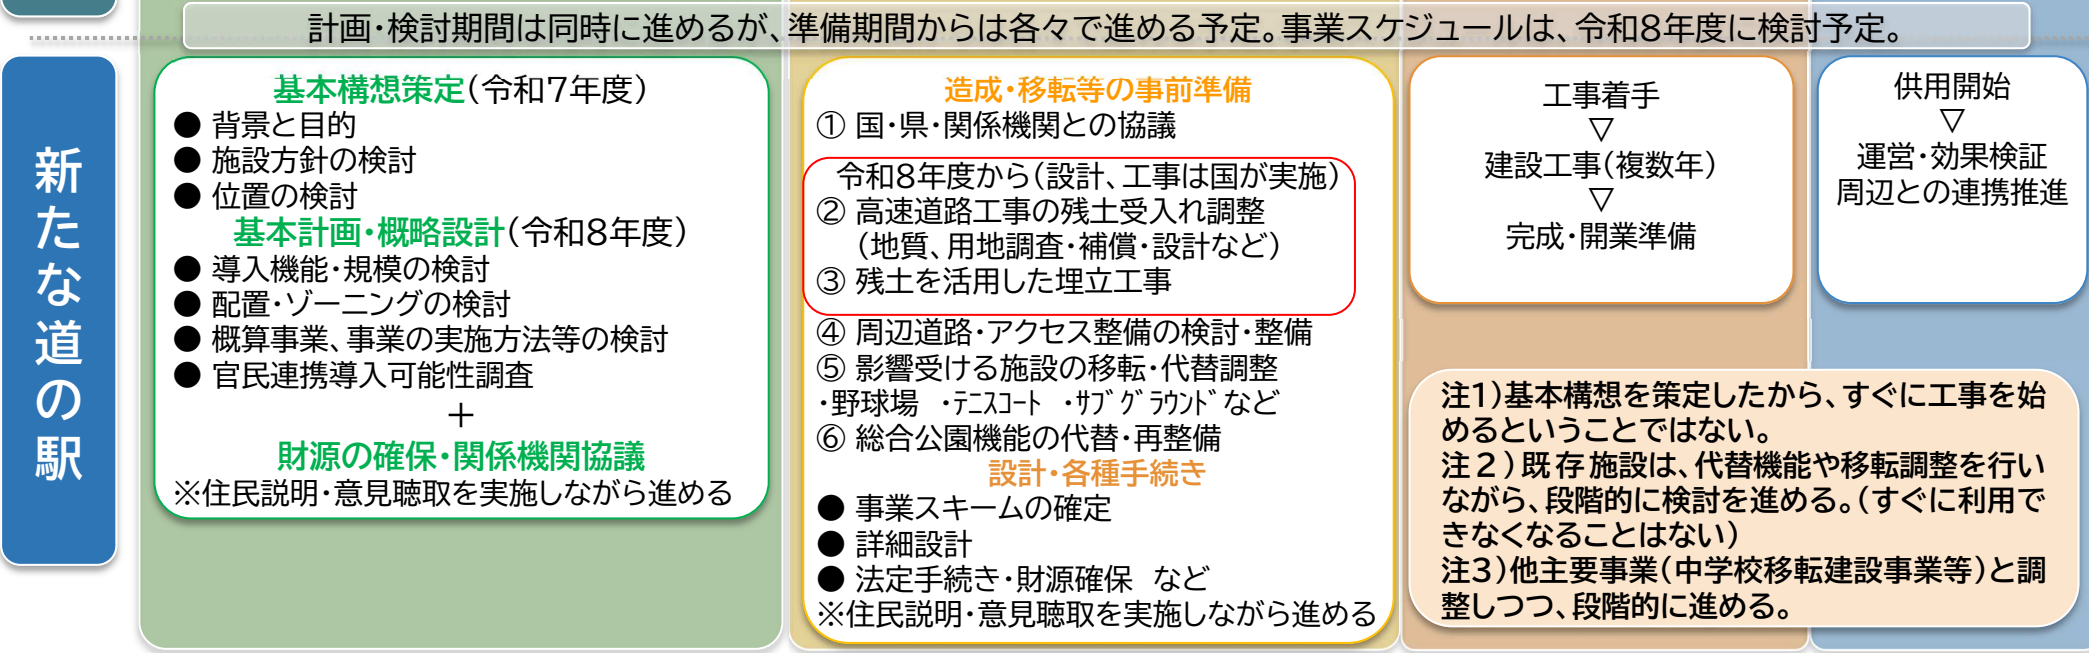 計画・検討期間は同時に進めるが、準備期間からは各々で進める予定。事業スケジュールは、令和8年度に検討予定。
新たな道の駅
基本構想策定(令和7年度)
● 背景と目的
● 施設方針の検討
● 位置の検討
基本計画・概略設計(令和8年度)
● 導入機能・規模の検討
● 配置・ゾーニングの検討
● 概算事業、事業の実施方法等の検討
● 官民連携導入可能性調査
＋
財源の確保・関係機関協議
※住民説明・意見聴取を実施しながら進める
造成・移転等の事前準備
① 国・県・関係機関との協議
令和8年度から(設計、工事は国が実施)
② 高速道路工事の残土受入れ調整
(地質、用地調査・補償・設計など)
③ 残土を活用した埋立工事
④ 周辺道路・アクセス整備の検討・整備
⑤ 影響受ける施設の移転・代替調整
・野球場　・ﾃﾆｽｺｰﾄ　・ｻﾌﾞｸﾞﾗｳﾝﾄﾞなど
⑥ 総合公園機能の代替・再整備
設計・各種手続き
● 事業スキームの確定
● 詳細設計
● 法定手続き・財源確保　など
※住民説明・意見聴取を実施しながら進める
工事着手
▽
建設工事(複数年)
▽
完成・開業準備
供用開始
▽
運営・効果検証
周辺との連携推進
注1)基本構想を策定したから、すぐに工事を始
めるということではない。
注2)既存施設は、代替機能や移転調整を行い
ながら、段階的に検討を進める。(すぐに利用で
きなくなることはない)
注3)他主要事業(中学校移転建設事業等)と調
整しつつ、段階的に進める。